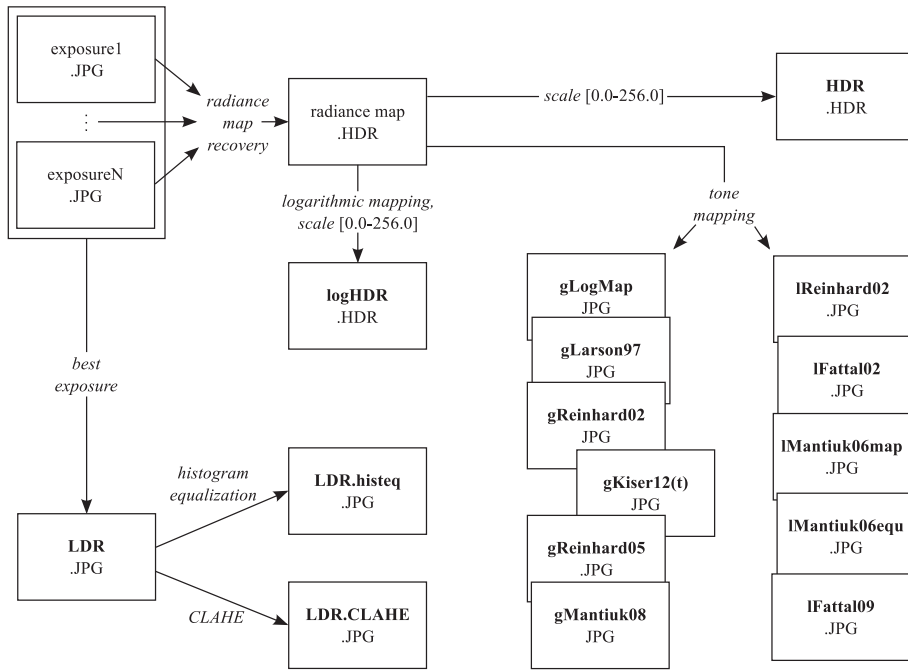 exposure1
.JPG
⋮
exposureN
.JPG
radiance
map
recovery
radiance map
.HDR
scale [0.0-256.0]
HDR
.HDR
logarithmic mapping,
scale [0.0-256.0]
logHDR
.HDR
tone
mapping
gLogMap
JPG
gLarson97
JPG
gReinhard02
JPG
gKiser12(t)
JPG
gReinhard05
.JPG
gMantiuk08
JPG
lReinhard02
.JPG
lFattal02
.JPG
lMantiuk06map
.JPG
lMantiuk06equ
.JPG
lFattal09
.JPG
best
exposure
LDR
.JPG
histogram
equalization
LDR.histeq
.JPG
CLAHE
LDR.CLAHE
.JPG